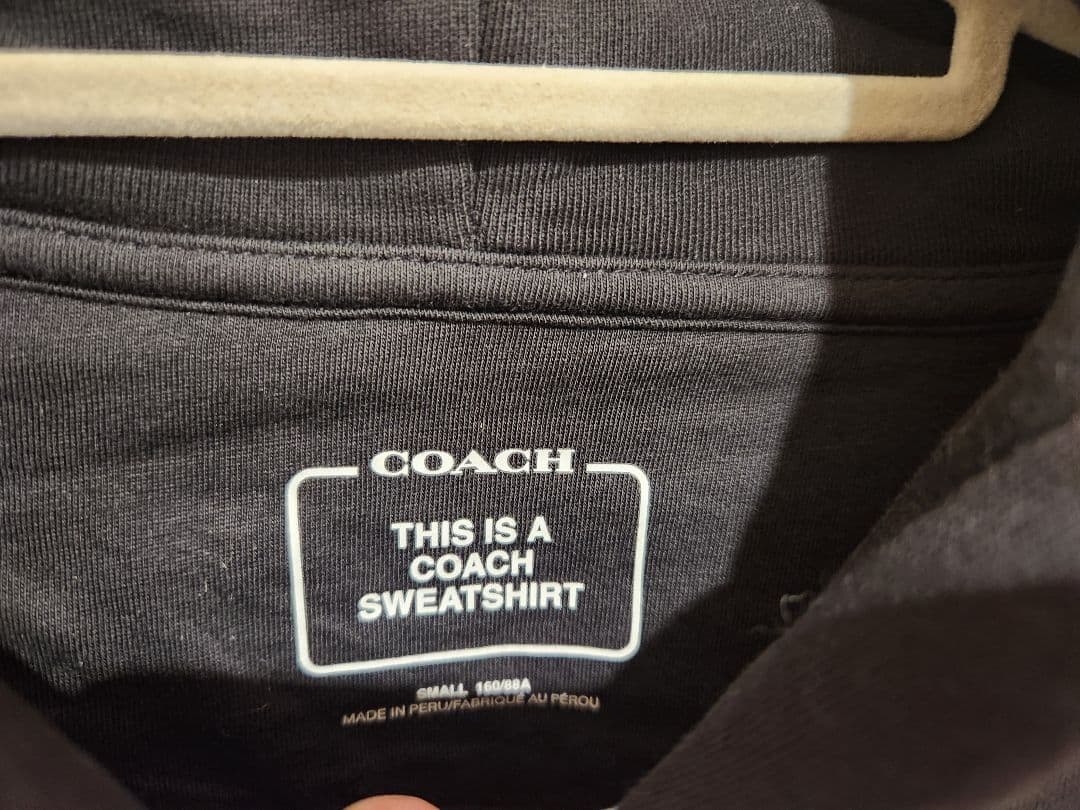 COACH
THIS IS A
COACH
SWEATSHIRT
SMALL 160/88A
MADE IN PERU/FABRIQUÉ AU PÉROU